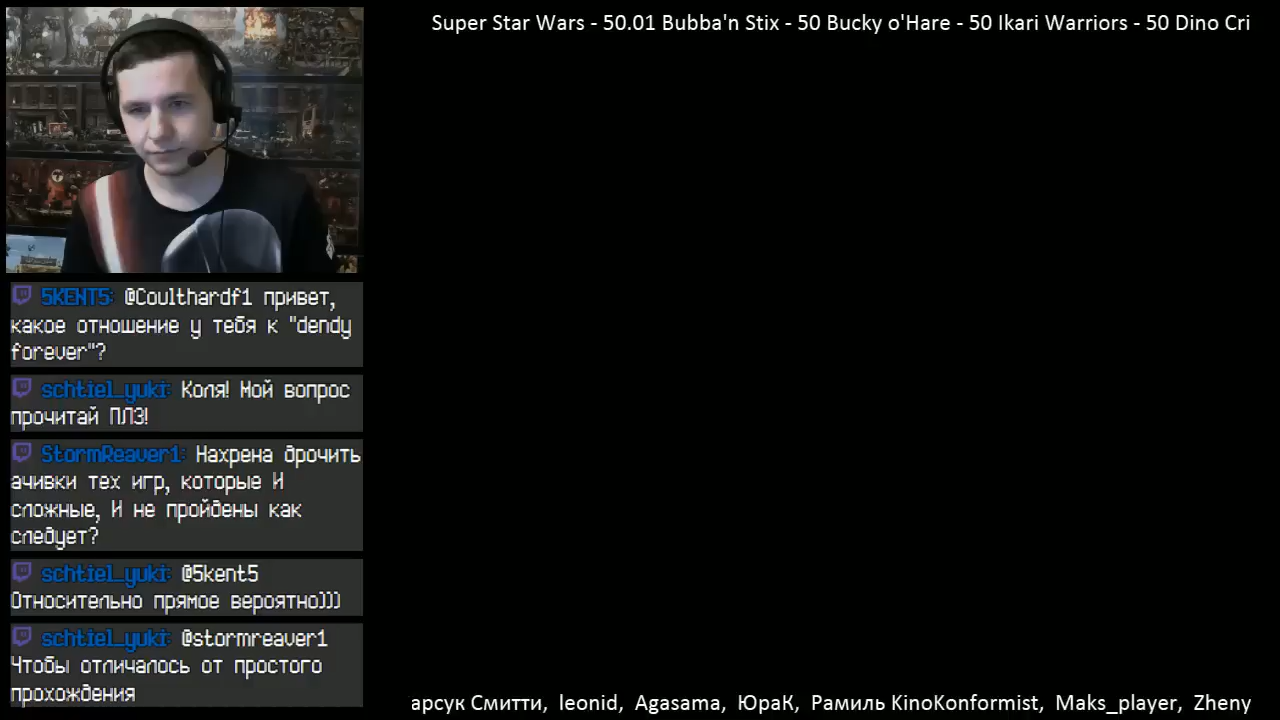 Super Star Wars - 50.01 Bubba'n Stix - 50 Bucky o'Hare - 50 Ikari Warriors - 50 Dino Cri
5KENT5: @Coulthardf1 привет,
какое отношение у тебя к "dendy
forever"?
schtiel_yuki: Коля! Мой вопрос
прочитай ПЛЗ!
StormReaver1: Нахрена дрочить
ачивки тех игр, которые И
сложные, И не пройдены как
следует?
schtiel_yuki: @5kent5
Относительно прямое вероятно)))
schtiel_yuki: @stormreaver1
Чтобы отличалось от простого
прохождения
арсук Смитти, leonid, Agasama, ЮраК, Рамиль KinoKonformist, Maks_player, Zheny